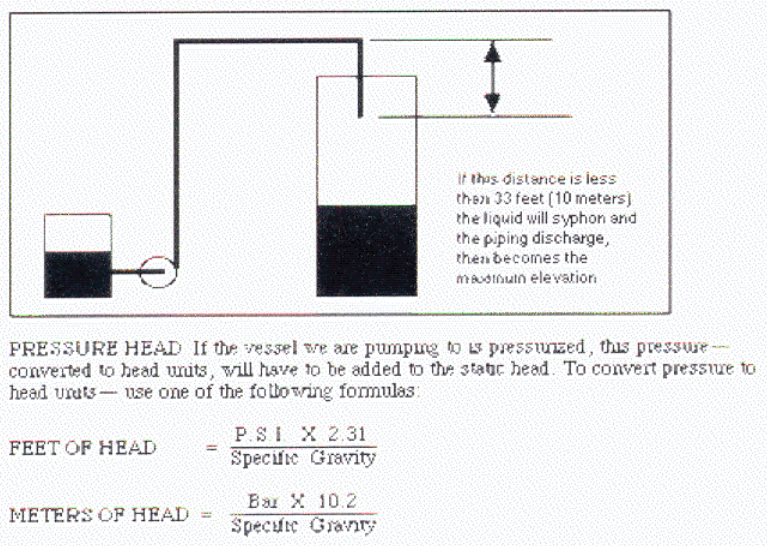 If this distance is less
than 33 feet (10 meters)
the liquid will syphon and
the piping discharge,
then becomes the
maximum elevation
PRESSURE HEAD If the vessel we are pumping to is pressurized, this pressure—
converted to head units, will have to be added to the static head. To convert pressure to
head units— use one of the following formulas:
FEET OF HEAD = P.S.I. X 2.31
Specific Gravity
METERS OF HEAD = Bar X 10.2
Specific Gravity